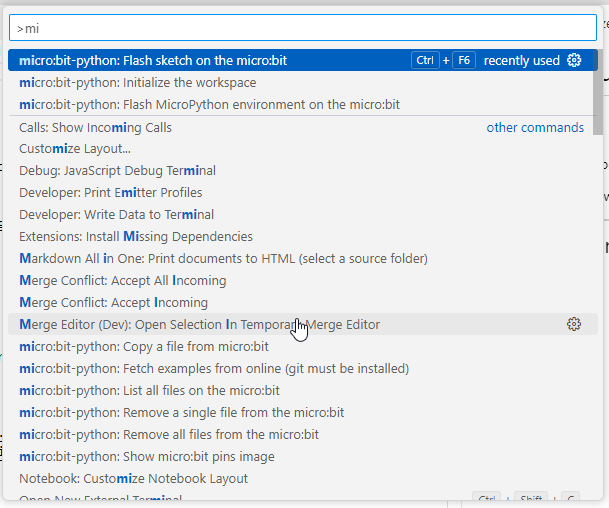 >mi
micro:bit-python: Flash sketch on the micro:bit Ctrl + F6 recently used
micro:bit-python: Initialize the workspace
micro:bit-python: Flash MicroPython environment on the micro:bit
Calls: Show Incoming Calls other commands
Customize Layout...
Debug: JavaScript Debug Terminal
Developer: Print Emitter Profiles
Developer: Write Data to Terminal
Extensions: Install Missing Dependencies
Markdown All in One: Print documents to HTML (select a source folder)
Merge Conflict: Accept All Incoming
Merge Conflict: Accept Incoming
Merge Editor (Dev): Open Selection In Temporary Merge Editor
micro:bit-python: Copy a file from micro:bit
micro:bit-python: Fetch examples from online (git must be installed)
micro:bit-python: List all files on the micro:bit
micro:bit-python: Remove a single file from the micro:bit
micro:bit-python: Remove all files from the micro:bit
micro:bit-python: Show micro:bit pins image
Notebook: Customize Notebook Layout
Open New External Terminal Ctrl + Shift + C